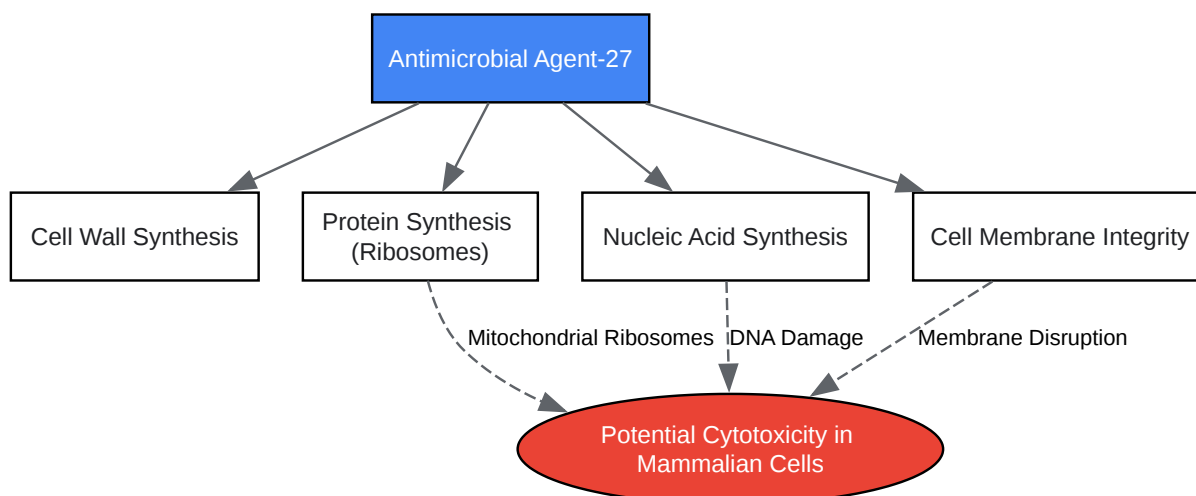 Antimicrobial Agent-27
Cell Wall Synthesis
Protein Synthesis
(Ribosomes)
Nucleic Acid Synthesis
Cell Membrane Integrity
Mitochondrial Ribosomes
DNA Damage
Membrane Disruption
Potential Cytotoxicity in
Mammalian Cells